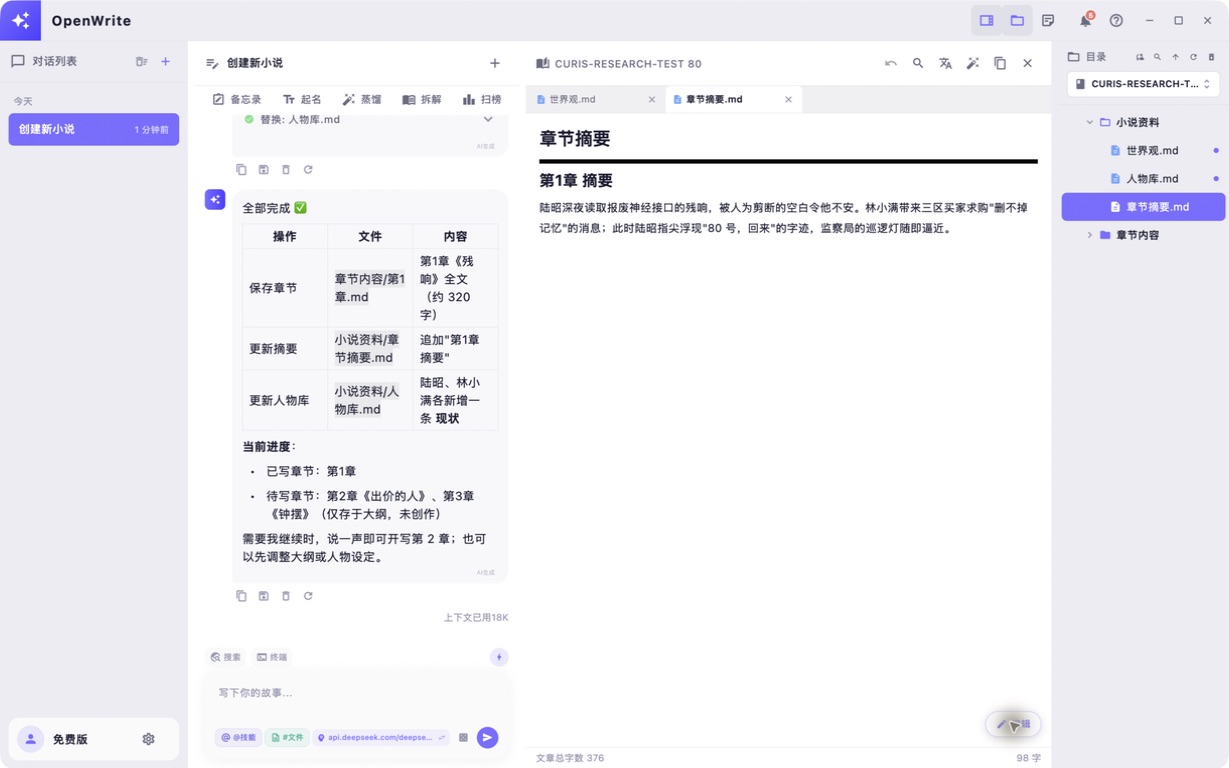 OpenWrite
6
对话列表
今天
创建新小说
1 分钟前
免费版
创建新小说
备忘录
起名
蒸馏
拆解
扫榜
替换: 人物库.md
AI生成
全部完成 ✅
操作
文件
内容
保存章节
章节内容/第1
章.md
第1章《残
响》全文
（约 320
字）
更新摘要
小说资料/章
节摘要.md
追加"第1章
摘要"
更新人物库
小说资料/人
物库.md
陆昭、林小
满各新增一
条 现状
当前进度：
• 已写章节：第1章
• 待写章节：第2章《出价的人》、第3章
《钟摆》（仅存于大纲，未创作）
需要我继续时，说一声即可开写第 2 章；也可
以先调整大纲或人物设定。
AI生成
上下文已用18K
搜索
终端
写下你的故事...
@技能
#文件
api.deepseek.com/deepse...
CURIS-RESEARCH-TEST 80
世界观.md
章节摘要.md
章节摘要
第1章 摘要
陆昭深夜读取报废神经接口的残响，被人为剪断的空白令他不安。林小满带来三区买家求购"删不掉
记忆"的消息；此时陆昭指尖浮现"80 号，回来"的字迹，监察局的巡逻灯随即逼近。
辑
文章总字数 376
98 字
目录
CURIS-RESEARCH-T...
小说资料
世界观.md
人物库.md
章节摘要.md
章节内容